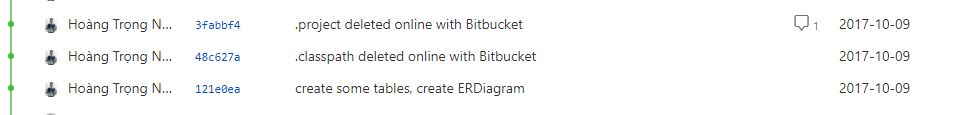 Hoàng Trọng N... 3fabbf4 .project deleted online with Bitbucket 1 2017-10-09
Hoàng Trọng N... 48c627a .classpath deleted online with Bitbucket 2017-10-09
Hoàng Trọng N... 121e0ea create some tables, create ERDiagram 2017-10-09